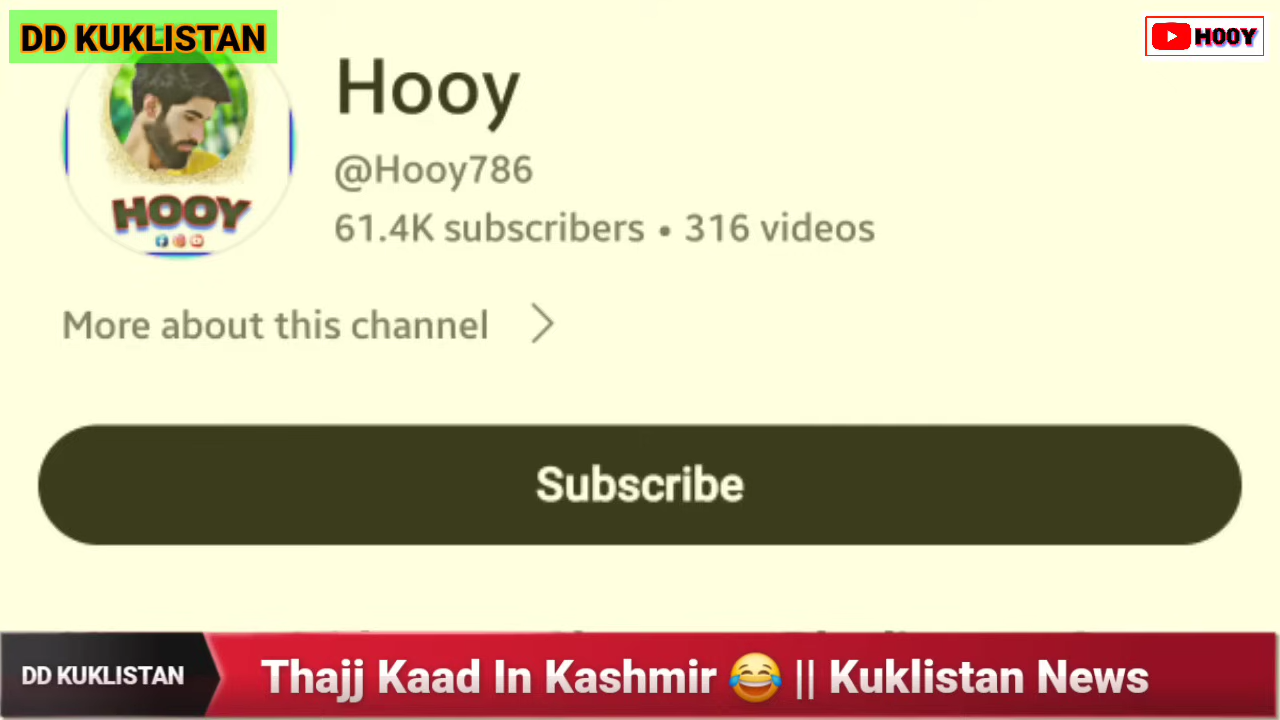 DD KUKLISTAN
HOOY
Hooy
@Hooy786
61.4K subscribers • 316 videos
HOOY
More about this channel
Subscribe
DD KUKLISTAN
Thajj Kaad In Kashmir 😂 || Kuklistan News